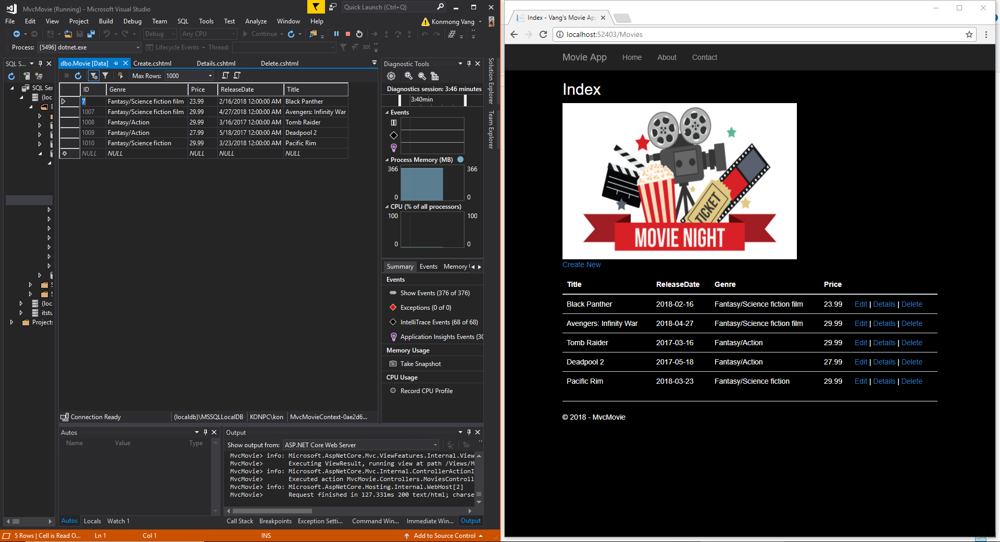 MvcMovie (Running) - Microsoft Visual Studio
Quick Launch (Ctrl+Q)
File Edit View Project Build Debug Team SQL Tools Test Analyze Window Help
Konmong Vang
Debug Any CPU Continue
Process: [5496] dotnet.exe Lifecycle Events Thread:
SQL S...
SQL Ser
(loc
(loc
itstu
Projects
dbo.Movie [Data] Create.cshtml Details.cshtml Delete.cshtml
Max Rows: 1000
ID Genre Price ReleaseDate Title
7 Fantasy/Science fiction film 23.99 2/16/2018 12:00:00 AM Black Panther
1007 Fantasy/Science fiction film 29.99 4/27/2018 12:00:00 AM Avengers: Infinity War
1008 Fantasy/Action 29.99 3/16/2017 12:00:00 AM Tomb Raider
1009 Fantasy/Action 27.99 5/18/2017 12:00:00 AM Deadpool 2
1010 Fantasy/Science fiction 29.99 3/23/2018 12:00:00 AM Pacific Rim
NULL NULL NULL NULL NULL
Connection Ready (localdb)\MSSQLLocalDB KONPC\kon MvcMovieContext-0ae2d6...
Diagnostic Tools
Diagnostics session: 3:46 minutes
3:40min
Events
Process Memory (MB)
366 366
0 0
CPU (% of all processors)
100 100
0 0
Summary Events Memory
Events
Show Events (376 of 376)
Exceptions (0 of 0)
IntelliTrace Events (68 of 68)
Application Insights Events (30
Memory Usage
Take Snapshot
CPU Usage
Record CPU Profile
Solution Explorer
Team Explorer
Autos
Name Value Type
Autos Locals Watch 1
Output
Show output from: ASP.NET Core Web Server
MvcMovie> info: Microsoft.AspNetCore.Mvc.ViewFeatures.Internal.View
MvcMovie> Executing ViewResult, running view at path /Views/M
MvcMovie> info: Microsoft.AspNetCore.Mvc.Internal.ControllerActionI
MvcMovie> Executed action MvcMovie.Controllers.MoviesControll
MvcMovie> info: Microsoft.AspNetCore.Hosting.Internal.WebHost[2]
MvcMovie> Request finished in 127.331ms 200 text/html; charse
Call Stack Breakpoints Exception Setti... Command Win... Immediate Win... Output
5 Rows | Cell is Read O... Ln 1 Col 1 INS Add to Source Control
Index - Vang's Movie Ap
localhost:52403/Movies
Movie App Home About Contact
Index
TICKET
MOVIE NIGHT
Create New
Title ReleaseDate Genre Price
Black Panther 2018-02-16 Fantasy/Science fiction film 23.99 Edit | Details | Delete
Avengers: Infinity War 2018-04-27 Fantasy/Science fiction film 29.99 Edit | Details | Delete
Tomb Raider 2017-03-16 Fantasy/Action 29.99 Edit | Details | Delete
Deadpool 2 2017-05-18 Fantasy/Action 27.99 Edit | Details | Delete
Pacific Rim 2018-03-23 Fantasy/Science fiction 29.99 Edit | Details | Delete
© 2018 - MvcMovie